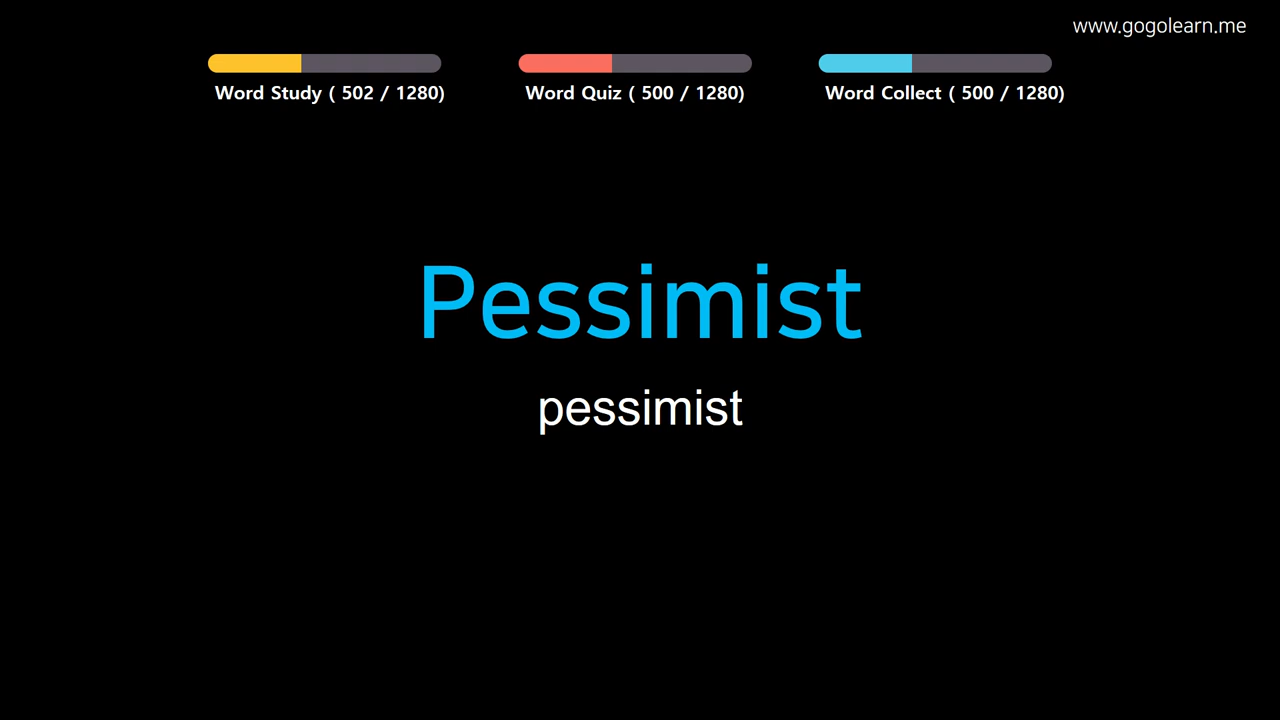 www.gogolearn.me
Word Study ( 502 / 1280)
Word Quiz ( 500 / 1280)
Word Collect ( 500 / 1280)
Pessimist
pessimist